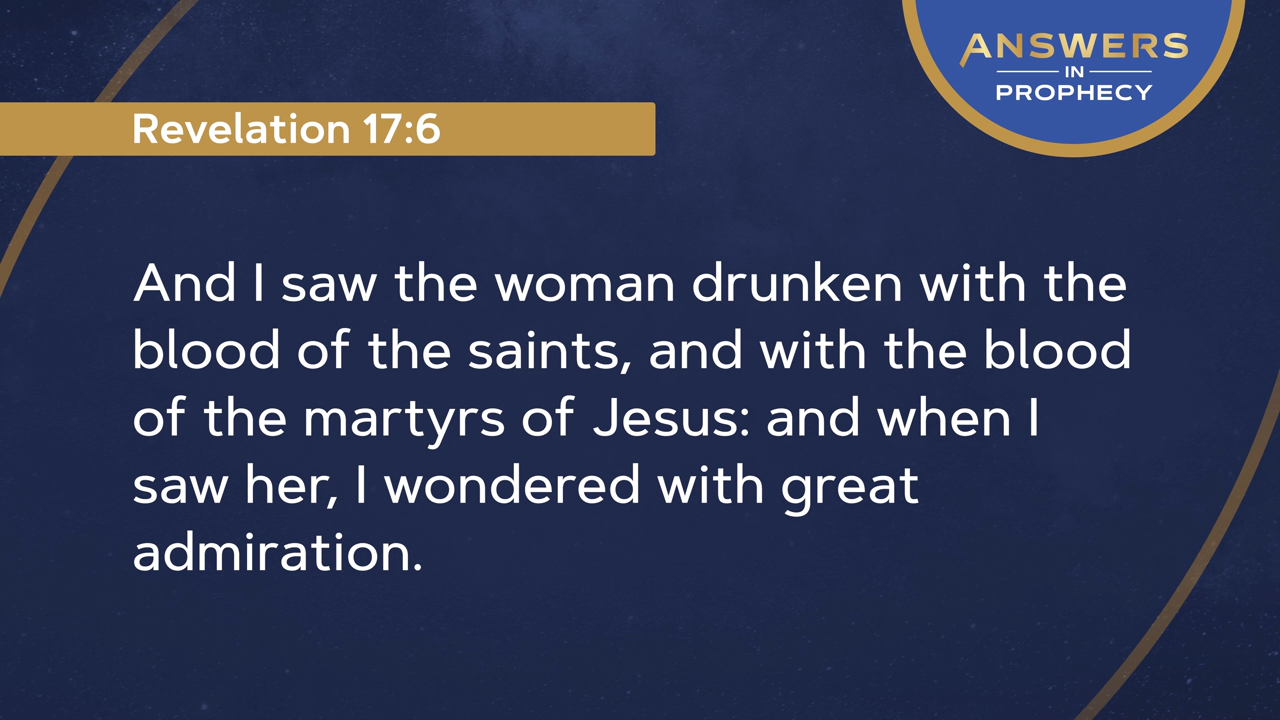 ANSWERS
IN
PROPHECY
Revelation 17:6
And I saw the woman drunken with the
blood of the saints, and with the blood
of the martyrs of Jesus: and when I
saw her, I wondered with great
admiration.